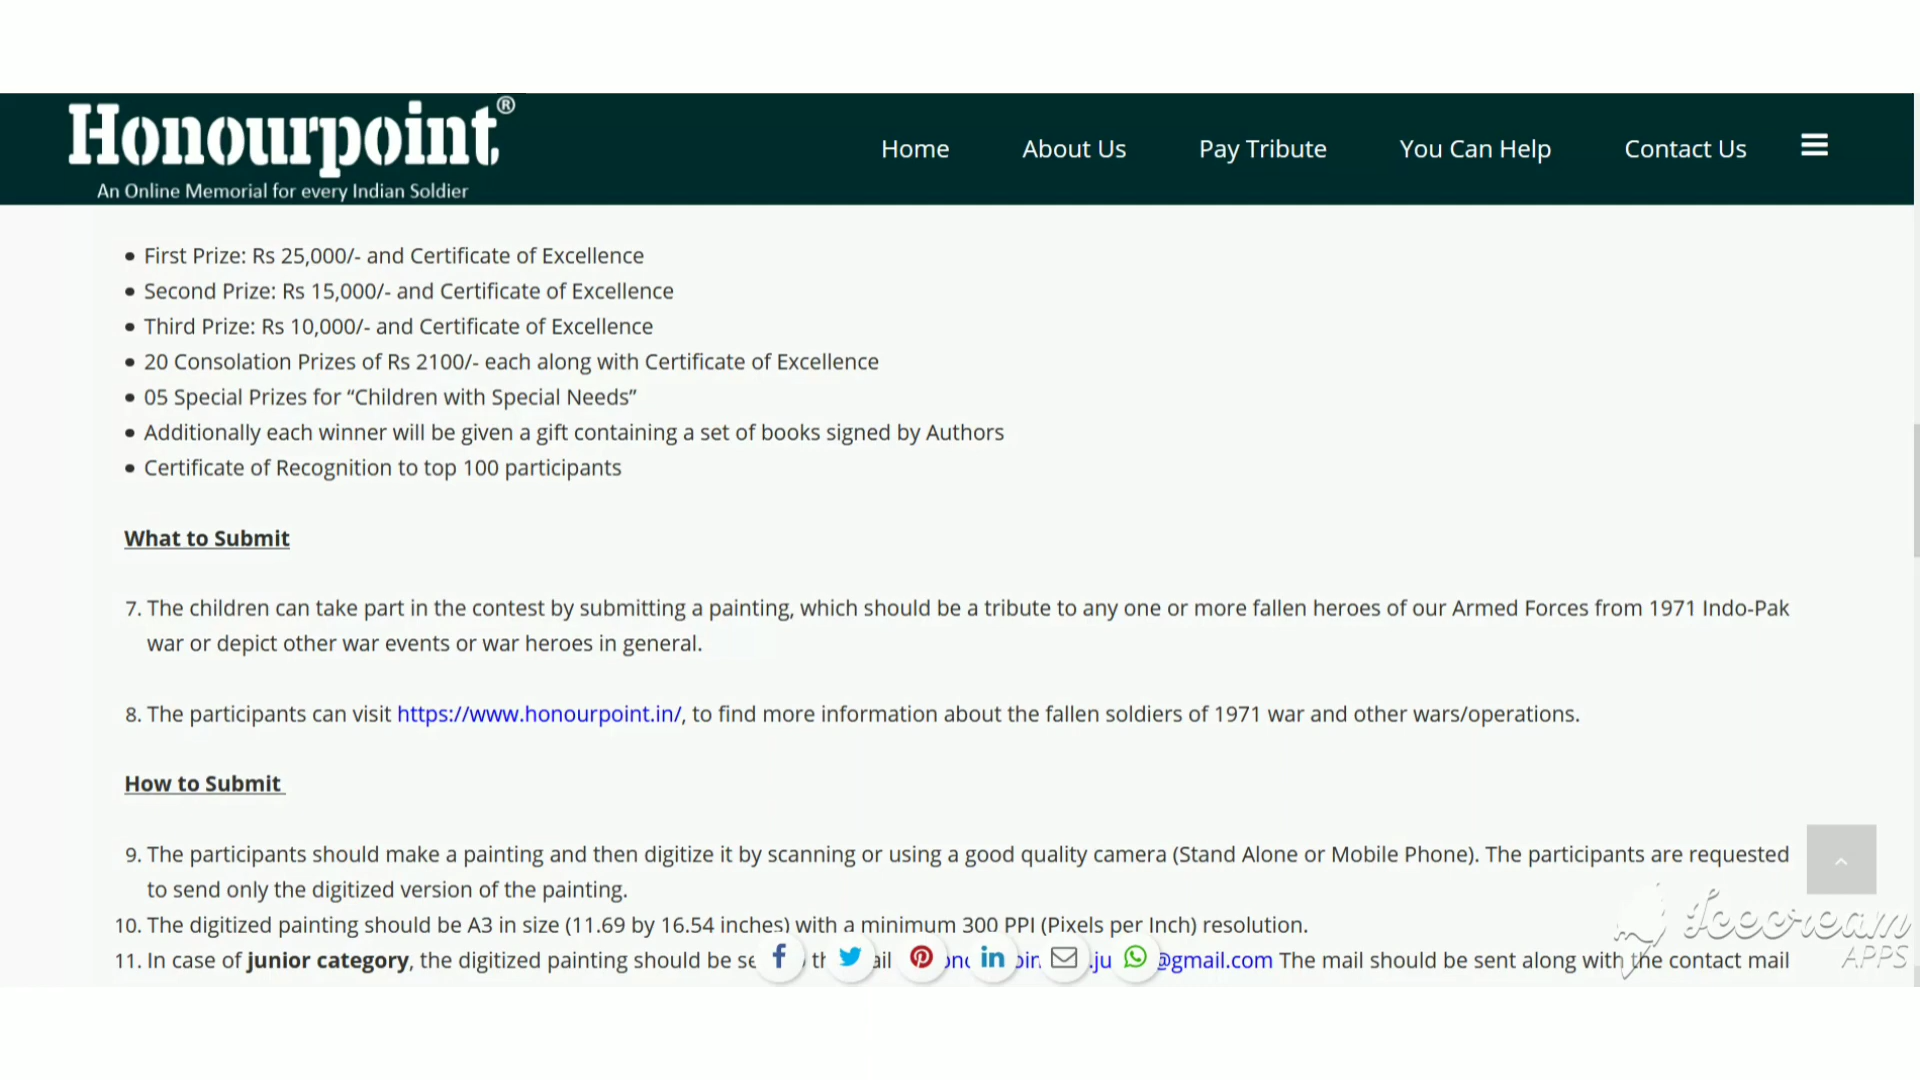 Honourpoint®
An Online Memorial for every Indian Soldier
Home About Us Pay Tribute You Can Help Contact Us
• First Prize: Rs 25,000/- and Certificate of Excellence
• Second Prize: Rs 15,000/- and Certificate of Excellence
• Third Prize: Rs 10,000/- and Certificate of Excellence
• 20 Consolation Prizes of Rs 2100/- each along with Certificate of Excellence
• 05 Special Prizes for “Children with Special Needs”
• Additionally each winner will be given a gift containing a set of books signed by Authors
• Certificate of Recognition to top 100 participants
What to Submit
7. The children can take part in the contest by submitting a painting, which should be a tribute to any one or more fallen heroes of our Armed Forces from 1971 Indo-Pak
war or depict other war events or war heroes in general.
8. The participants can visit https://www.honourpoint.in/, to find more information about the fallen soldiers of 1971 war and other wars/operations.
How to Submit
9. The participants should make a painting and then digitize it by scanning or using a good quality camera (Stand Alone or Mobile Phone). The participants are requested
to send only the digitized version of the painting.
10. The digitized painting should be A3 in size (11.69 by 16.54 inches) with a minimum 300 PPI (Pixels per Inch) resolution.
11. In case of junior category, the digitized painting should be @gmail.com The mail should be sent along with the contact mail
Icecream
APPS